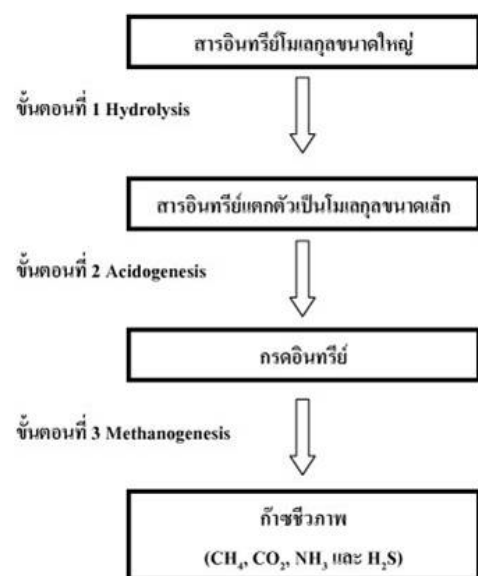 สารอินทรีย์โมเลกุลขนาดใหญ่
ขั้นตอนที่ 1 Hydrolysis
สารอินทรีย์แตกตัวเป็นโมเลกุลขนาดเล็ก
ขั้นตอนที่ 2 Acidogenesis
กรดอินทรีย์
ขั้นตอนที่ 3 Methanogenesis
ก๊าซชีวภาพ
(CH₄, CO₂, NH₃ และ H₂S)